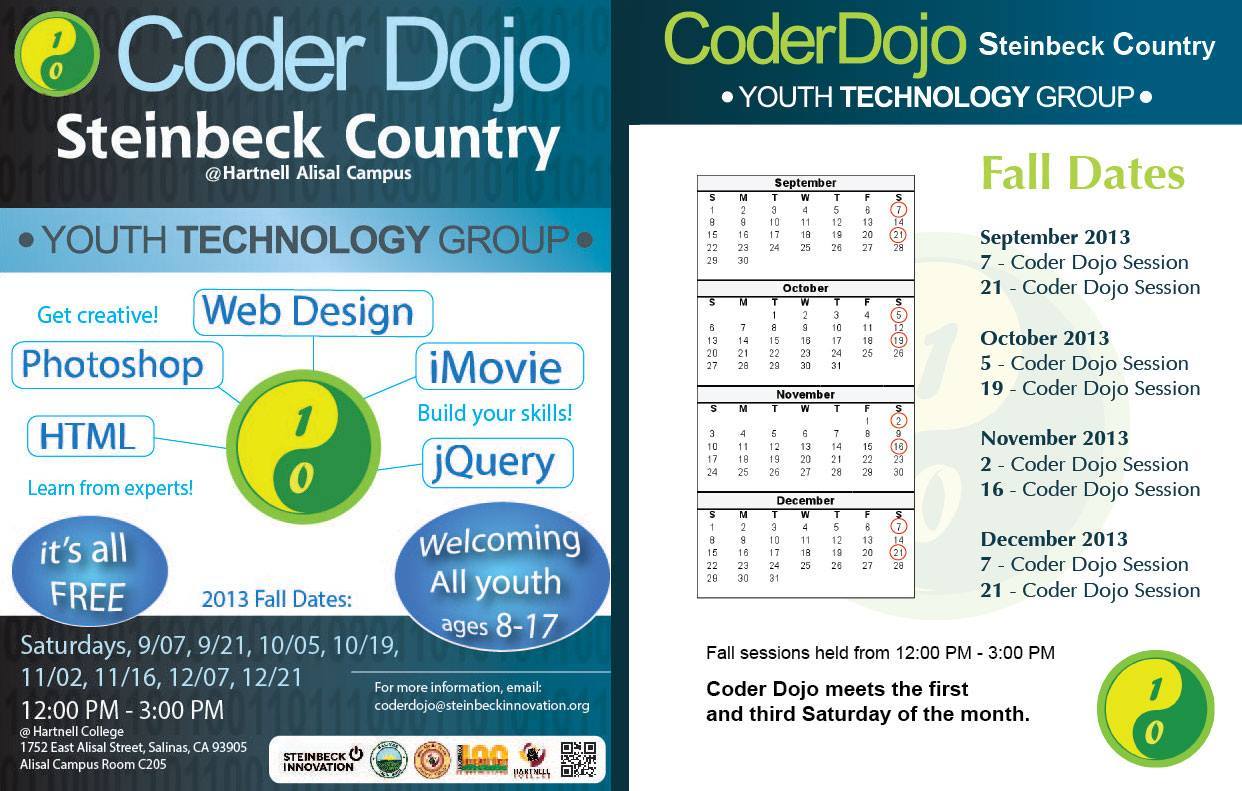 Coder Dojo
Steinbeck Country
@Hartnell Alisal Campus
• YOUTH TECHNOLOGY GROUP •
Get creative!
Web Design
Photoshop
iMovie
Build your skills!
HTML
jQuery
Learn from experts!
1
0
it's all
FREE
Welcoming
All youth
ages 8-17
2013 Fall Dates:
Saturdays, 9/07, 9/21, 10/05, 10/19,
11/02, 11/16, 12/07, 12/21
12:00 PM - 3:00 PM
@ Hartnell College
1752 East Alisal Street, Salinas, CA 93905
Alisal Campus Room C205
For more information, email:
coderdojo@steinbeckinnovation.org
STEINBECK
INNOVATION
HARTNELL
CoderDojo Steinbeck Country
• YOUTH TECHNOLOGY GROUP •
September
S M T W T F S
1 2 3 4 5 6 7
8 9 10 11 12 13 14
15 16 17 18 19 20 21
22 23 24 25 26 27 28
29 30
October
S M T W T F S
1 2 3 4 5
6 7 8 9 10 11 12
13 14 15 16 17 18 19
20 21 22 23 24 25 26
27 28 29 30 31
November
S M T W T F S
1 2
3 4 5 6 7 8 9
10 11 12 13 14 15 16
17 18 19 20 21 22 23
24 25 26 27 28 29 30
December
S M T W T F S
1 2 3 4 5 6 7
8 9 10 11 12 13 14
15 16 17 18 19 20 21
22 23 24 25 26 27 28
29 30 31
Fall Dates
September 2013
7 - Coder Dojo Session
21 - Coder Dojo Session
October 2013
5 - Coder Dojo Session
19 - Coder Dojo Session
November 2013
2 - Coder Dojo Session
16 - Coder Dojo Session
December 2013
7 - Coder Dojo Session
21 - Coder Dojo Session
Fall sessions held from 12:00 PM - 3:00 PM
Coder Dojo meets the first
and third Saturday of the month.
1
0